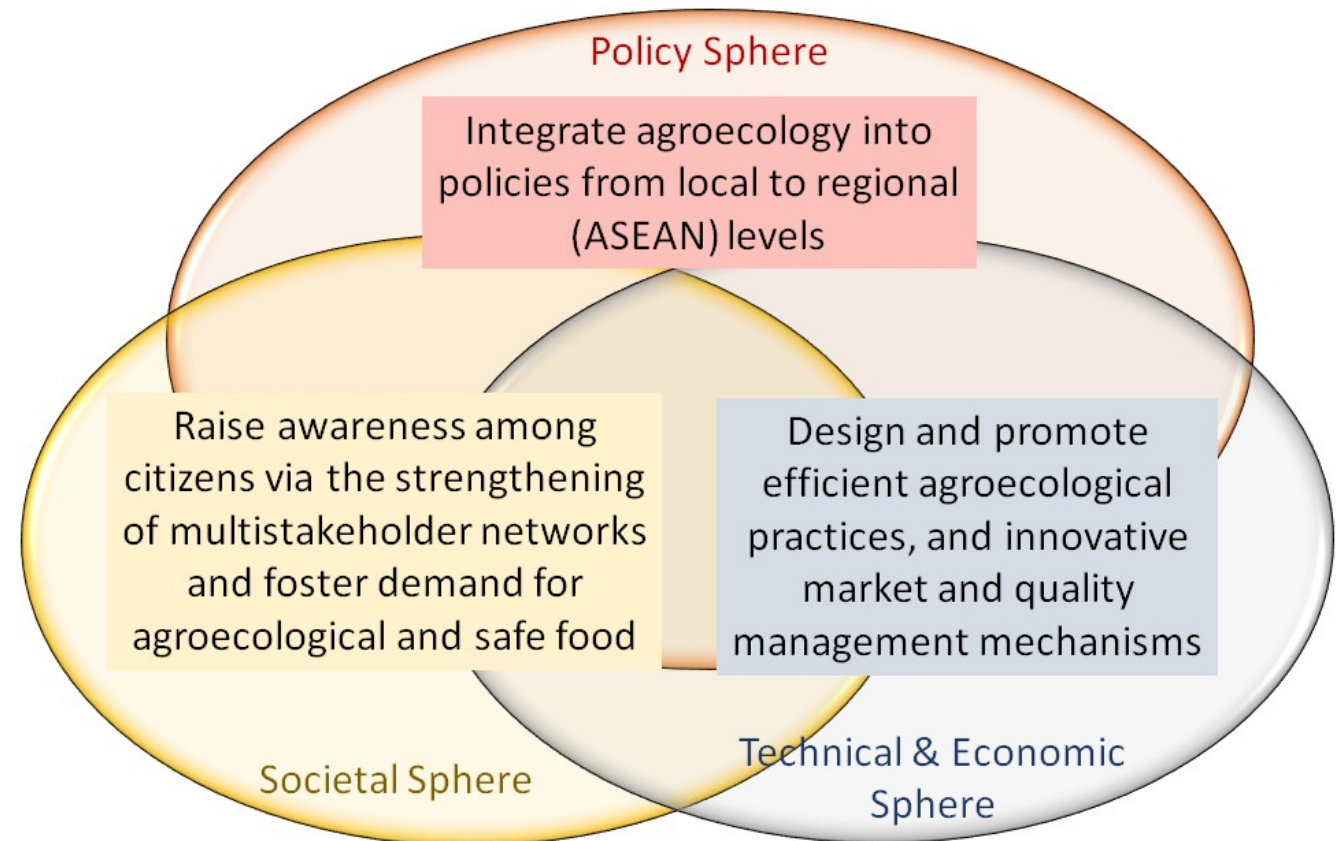 Policy Sphere
Integrate agroecology into
policies from local to regional
(ASEAN) levels
Raise awareness among
citizens via the strengthening
of multistakeholder networks
and foster demand for
agroecological and safe food
Design and promote
efficient agroecological
practices, and innovative
market and quality
management mechanisms
Societal Sphere
Technical & Economic
Sphere